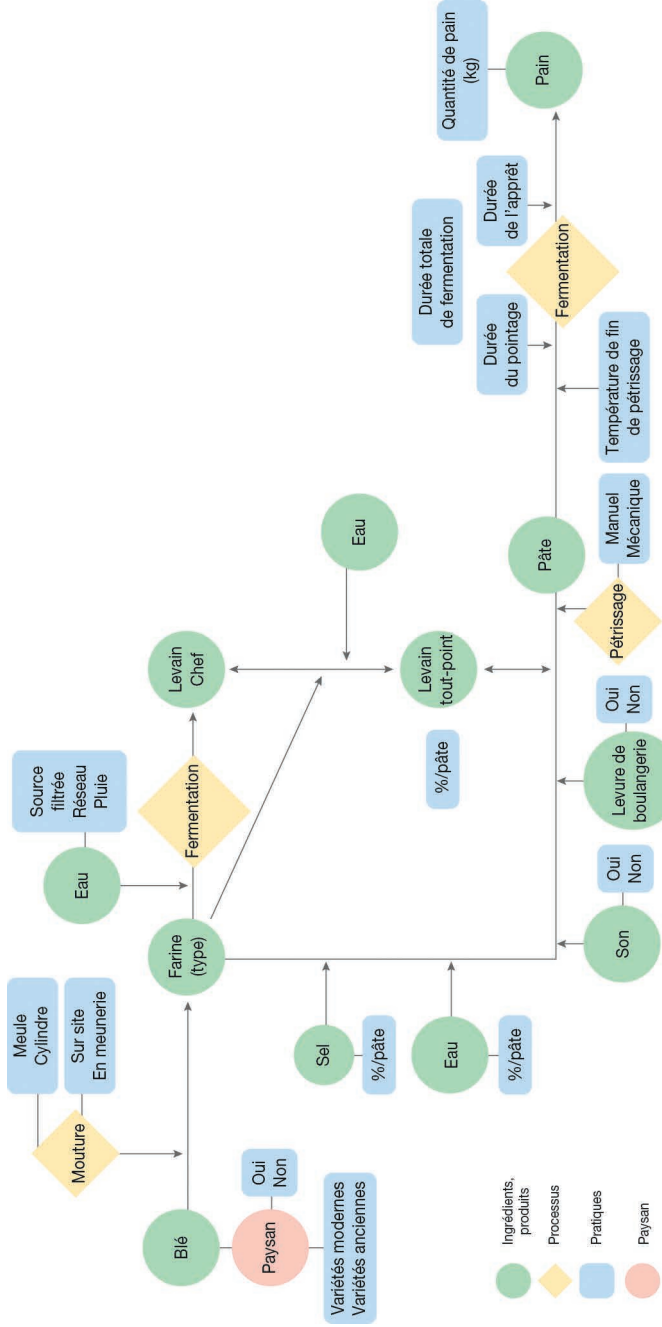 Meule
Cylindre
Sur site
En meunerie
Mouture
Blé
Paysan
Oui
Non
Variétés modernes
Variétés anciennes
Source
filtrée
Réseau
Pluie
Eau
Farine
(type)
Fermentation
Levain
Chef
Eau
Levain
tout-point
%/pâte
Sel
%/pâte
Eau
%/pâte
Son
Oui
Non
Levure de
boulangerie
Oui
Non
Pétrissage
Manuel
Mécanique
Pâte
Température de fin
de pétrissage
Durée
du pointage
Durée totale
de fermentation
Fermentation
Durée
de l'apprêt
Quantité de pain
(kg)
Pain
Ingrédients,
produits
Processus
Pratiques
Paysan